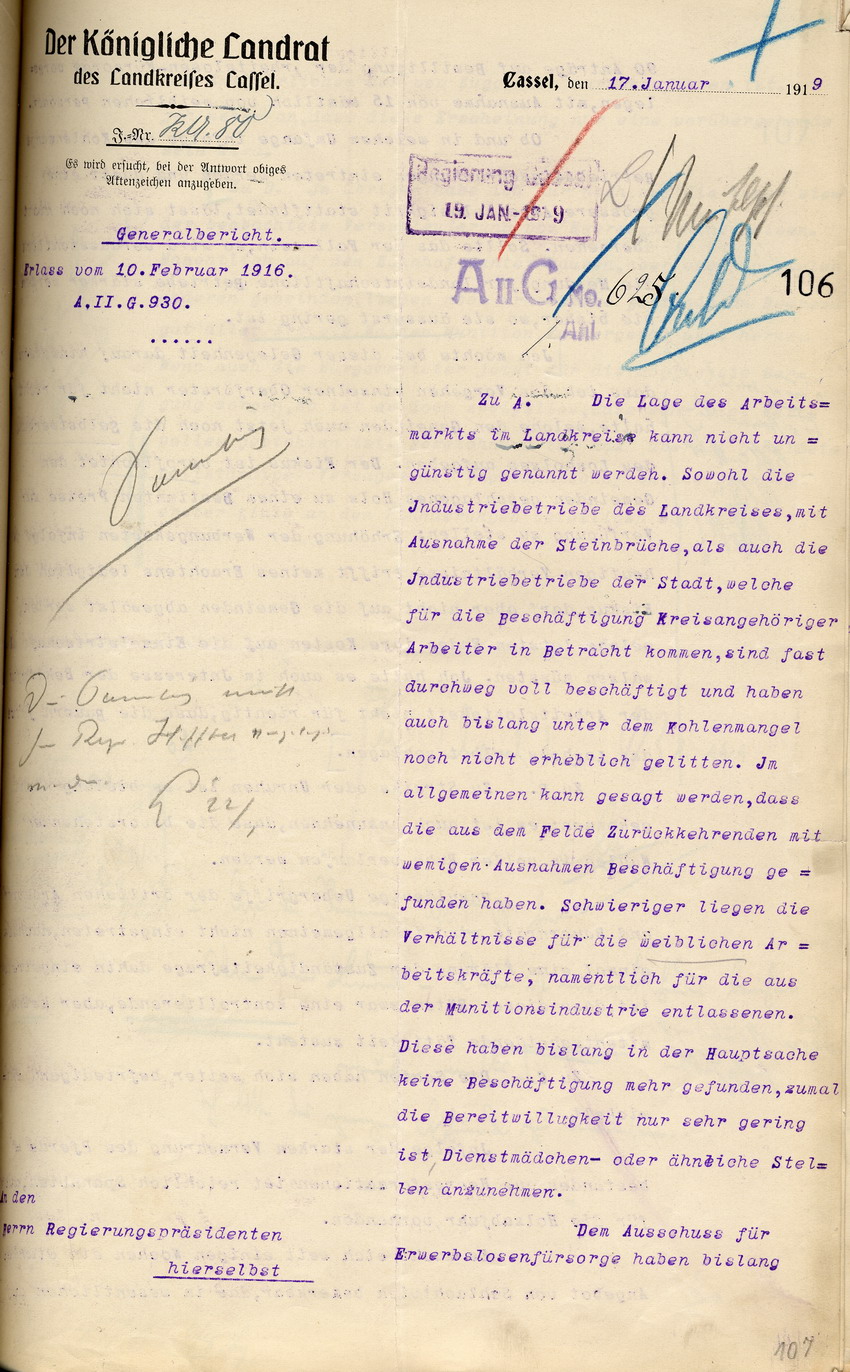 Der Königliche Landrat
des Landkreises Cassel.
J.-Nr. Klr. 80
Es wird ersucht, bei der Antwort obiges
Aktenzeichen anzugeben.
Cassel, den 17. Januar 1919
Regierung Cassel
19. JAN. 1919
A II G No. 625
Anl.
106
Generalbericht.
Erlass vom 10. Februar 1916.
A.II.G.930.
......
Zu A. Die Lage des Arbeits=
markts im Landkreise kann nicht un =
günstig genannt werden. Sowohl die
Jndustriebetriebe des Landkreises, mit
Ausnahme der Steinbrüche, als auch die
Jndustriebetriebe der Stadt, welche
für die Beschäftigung Kreisangehöriger
Arbeiter in Betracht kommen, sind fast
durchweg voll beschäftigt und haben
auch bislang unter dem Kohlenmangel
noch nicht erheblich gelitten. Jm
allgemeinen kann gesagt werden, dass
die aus dem Felde Zurückkehrenden mit
wemigen Ausnahmen Beschäftigung ge =
funden haben. Schwieriger liegen die
Verhältnisse für die weiblichen Ar =
beitskräfte, namentlich für die aus
der Munitionsindustrie entlassenen.
Diese haben bislang in der Hauptsache
keine Beschäftigung mehr gefunden, zumal
die Bereitwillugkeit nur sehr gering
ist, Dienstmädchen- oder ähnliche Stel=
len anzunehmen.
Dem Ausschuss für
Erwerbslosenfürsorge haben bislang
22/1
An den
Herrn Regierungspräsidenten
hierselbst
107